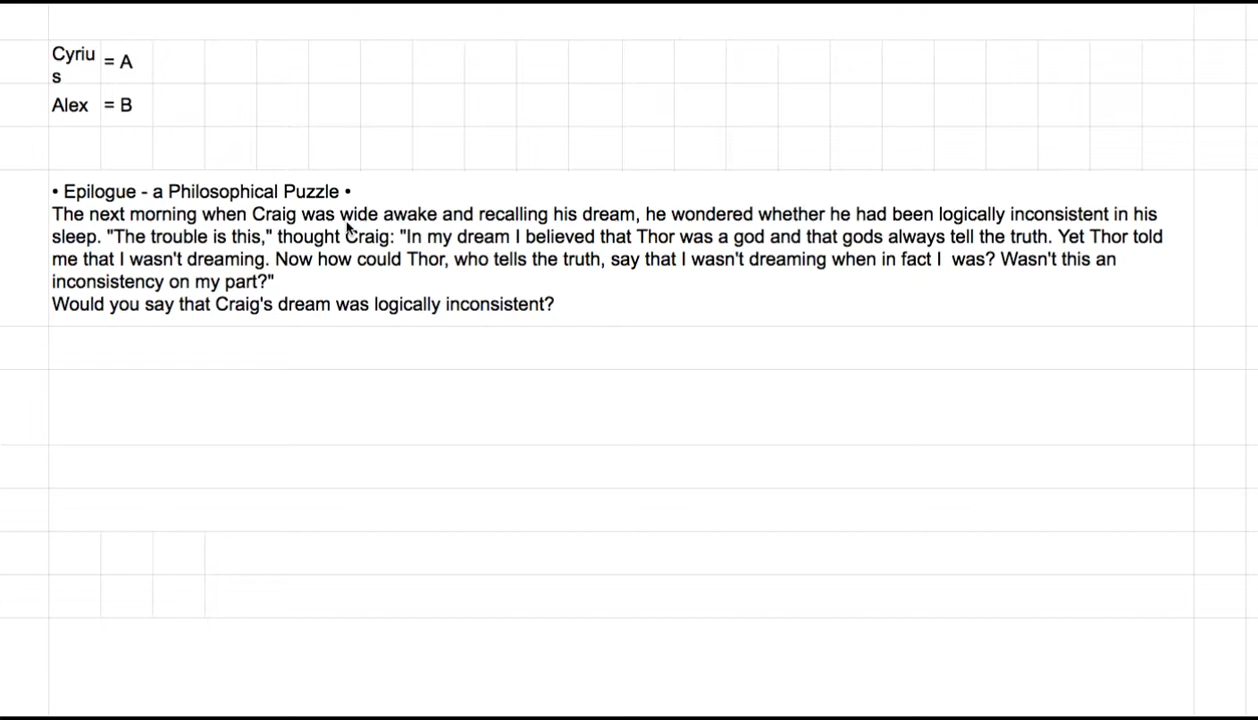 Cyriu
s = A
Alex = B
• Epilogue - a Philosophical Puzzle •
The next morning when Craig was wide awake and recalling his dream, he wondered whether he had been logically inconsistent in his
sleep. "The trouble is this," thought Craig: "In my dream I believed that Thor was a god and that gods always tell the truth. Yet Thor told
me that I wasn't dreaming. Now how could Thor, who tells the truth, say that I wasn't dreaming when in fact I  was? Wasn't this an
inconsistency on my part?"
Would you say that Craig's dream was logically inconsistent?